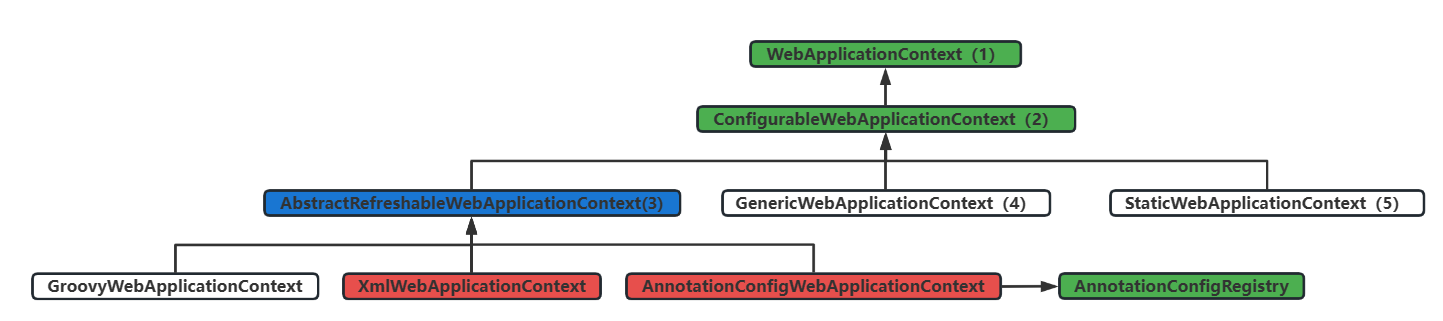 WebApplicationContext（1）
ConfigurableWebApplicationContext（2）
AbstractRefreshableWebApplicationContext(3)
GenericWebApplicationContext（4）
StaticWebApplicationContext（5）
GroovyWebApplicationContext
XmlWebApplicationContext
AnnotationConfigWebApplicationContext
AnnotationConfigRegistry